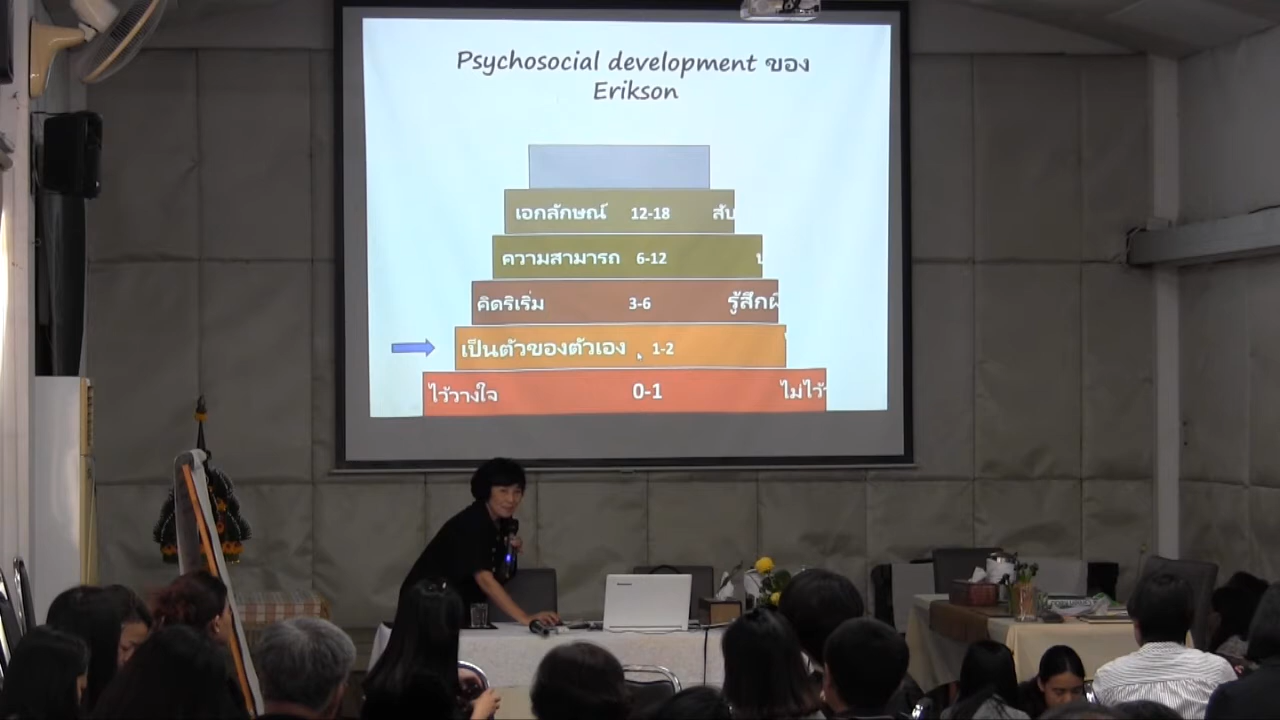 Psychosocial development ของ
Erikson
เอกลักษณ์ 12-18
ความสามารถ 6-12
คิดริเริ่ม 3-6
เป็นตัวของตัวเอง 1-2
ไว้วางใจ 0-1